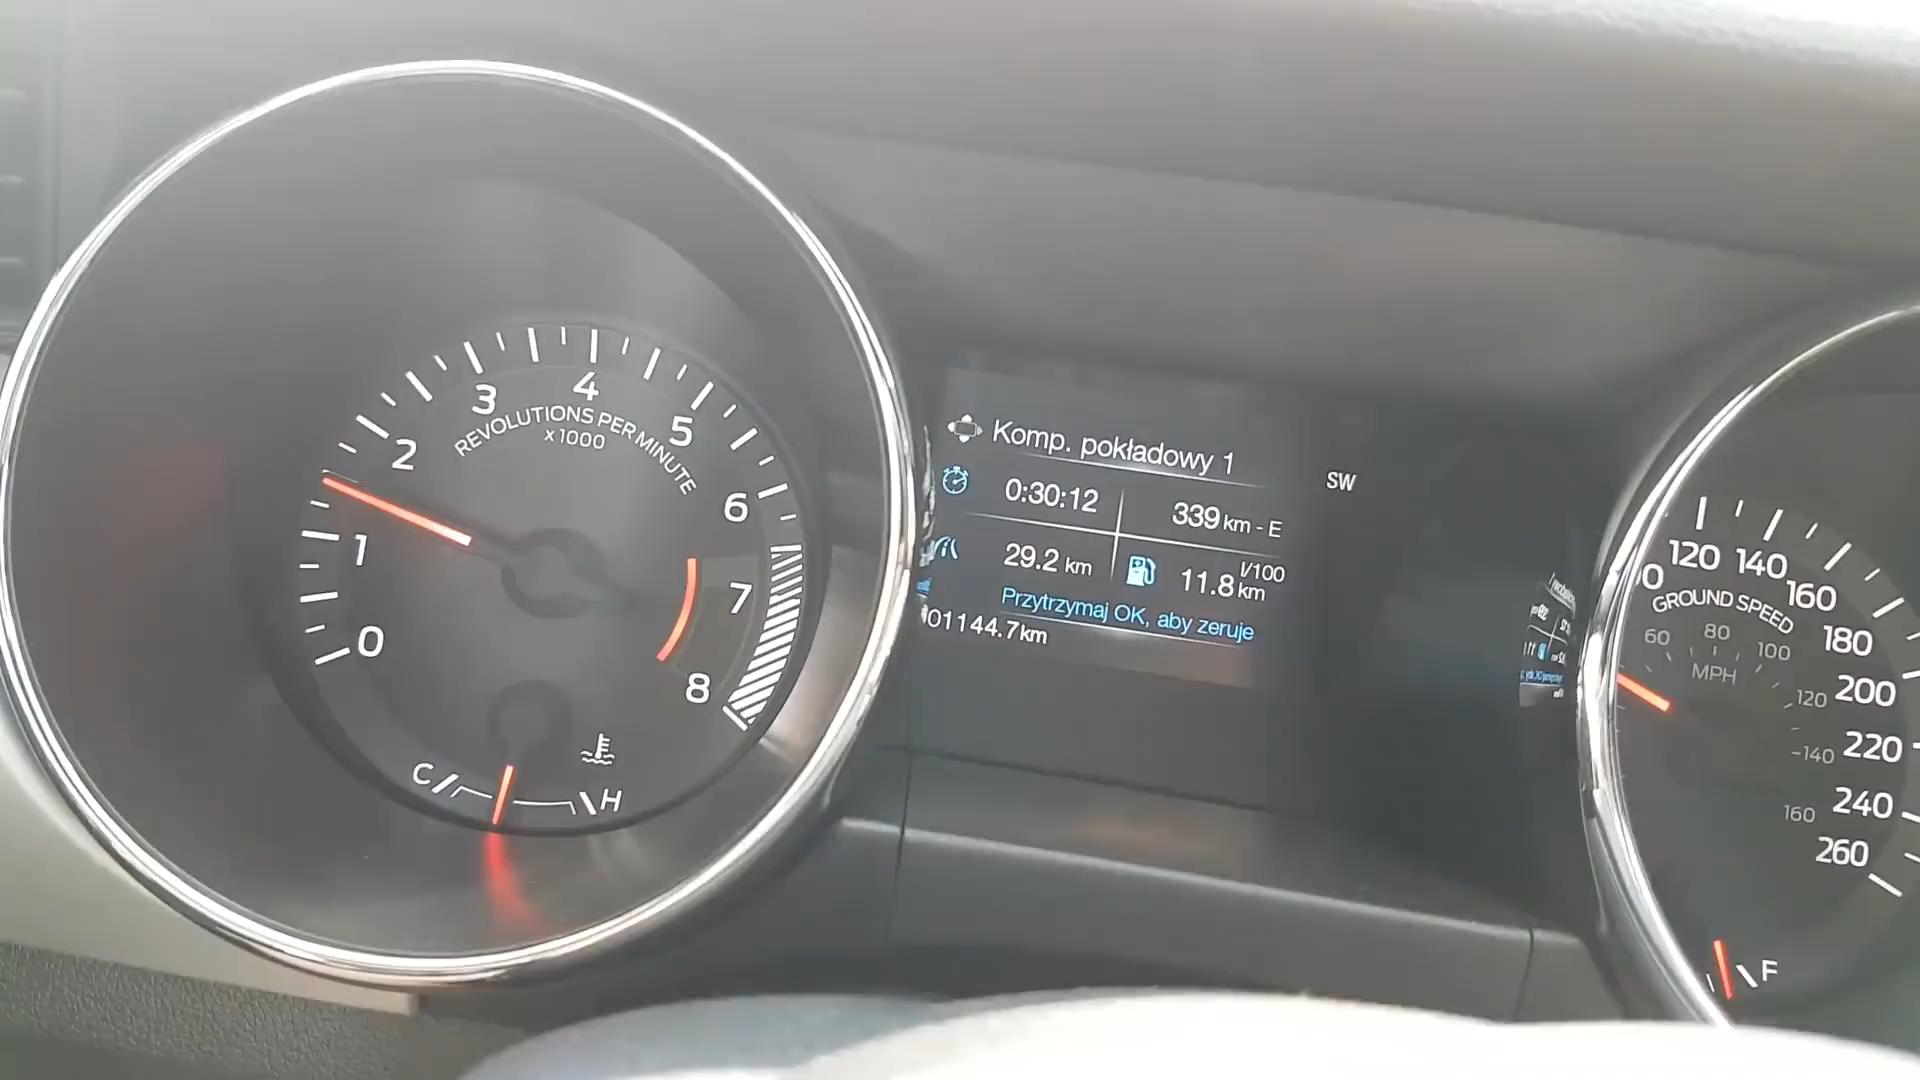 0
1
2
3
4
5
6
7
8
REVOLUTIONS PER MINUTE
x 1000
C
H
Komp. pokładowy 1
0:30:12
339 km - E
29.2 km
11.8 l/100 km
Przytrzymaj OK, aby zeruje
01144.7km
SW
120
140
160
180
200
220
240
260
GROUND SPEED
60
80
100
120
140
160
MPH
F